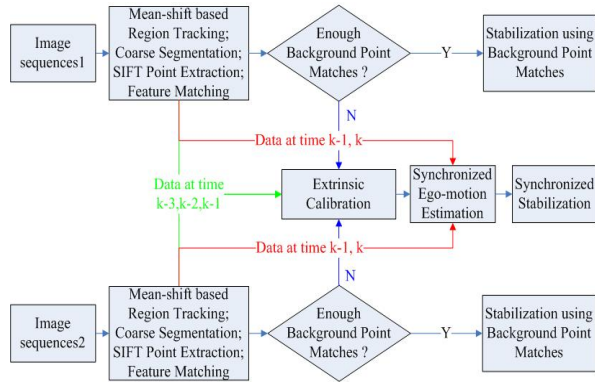 Image
sequences1
Mean-shift based
Region Tracking;
Coarse Segmentation;
SIFT Point Extraction;
Feature Matching
Enough
Background Point
Matches ?
Y
Stabilization using
Background Point
Matches
N
Data at time k-1, k
Data at time
k-3,k-2,k-1
Extrinsic
Calibration
Synchronized
Ego-motion
Estimation
Synchronized
Stabilization
Data at time k-1, k
N
Image
sequences2
Mean-shift based
Region Tracking;
Coarse Segmentation;
SIFT Point Extraction;
Feature Matching
Enough
Background Point
Matches ?
Y
Stabilization using
Background Point
Matches